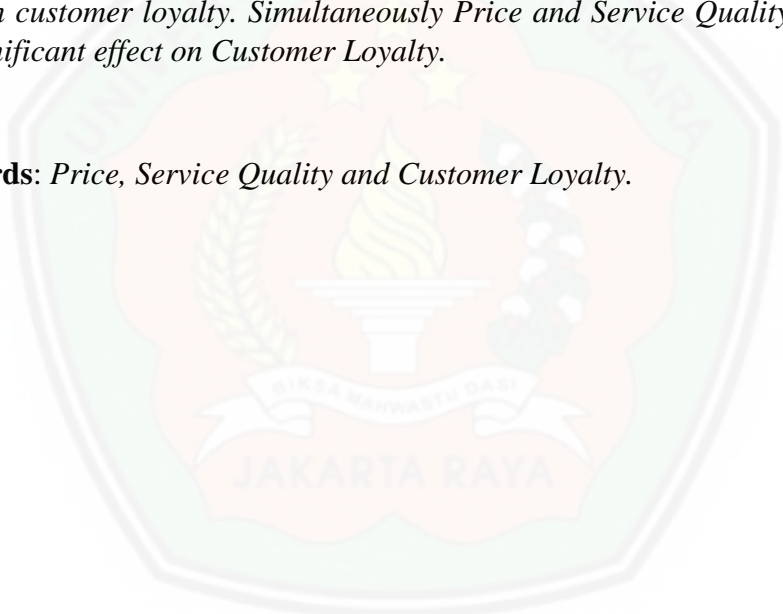 n customer loyalty. Simultaneously Price and Service Quality
nificant effect on Customer Loyalty.
rds: Price, Service Quality and Customer Loyalty.
BIKSA MAHWASTU DASI
JAKARTA RAYA